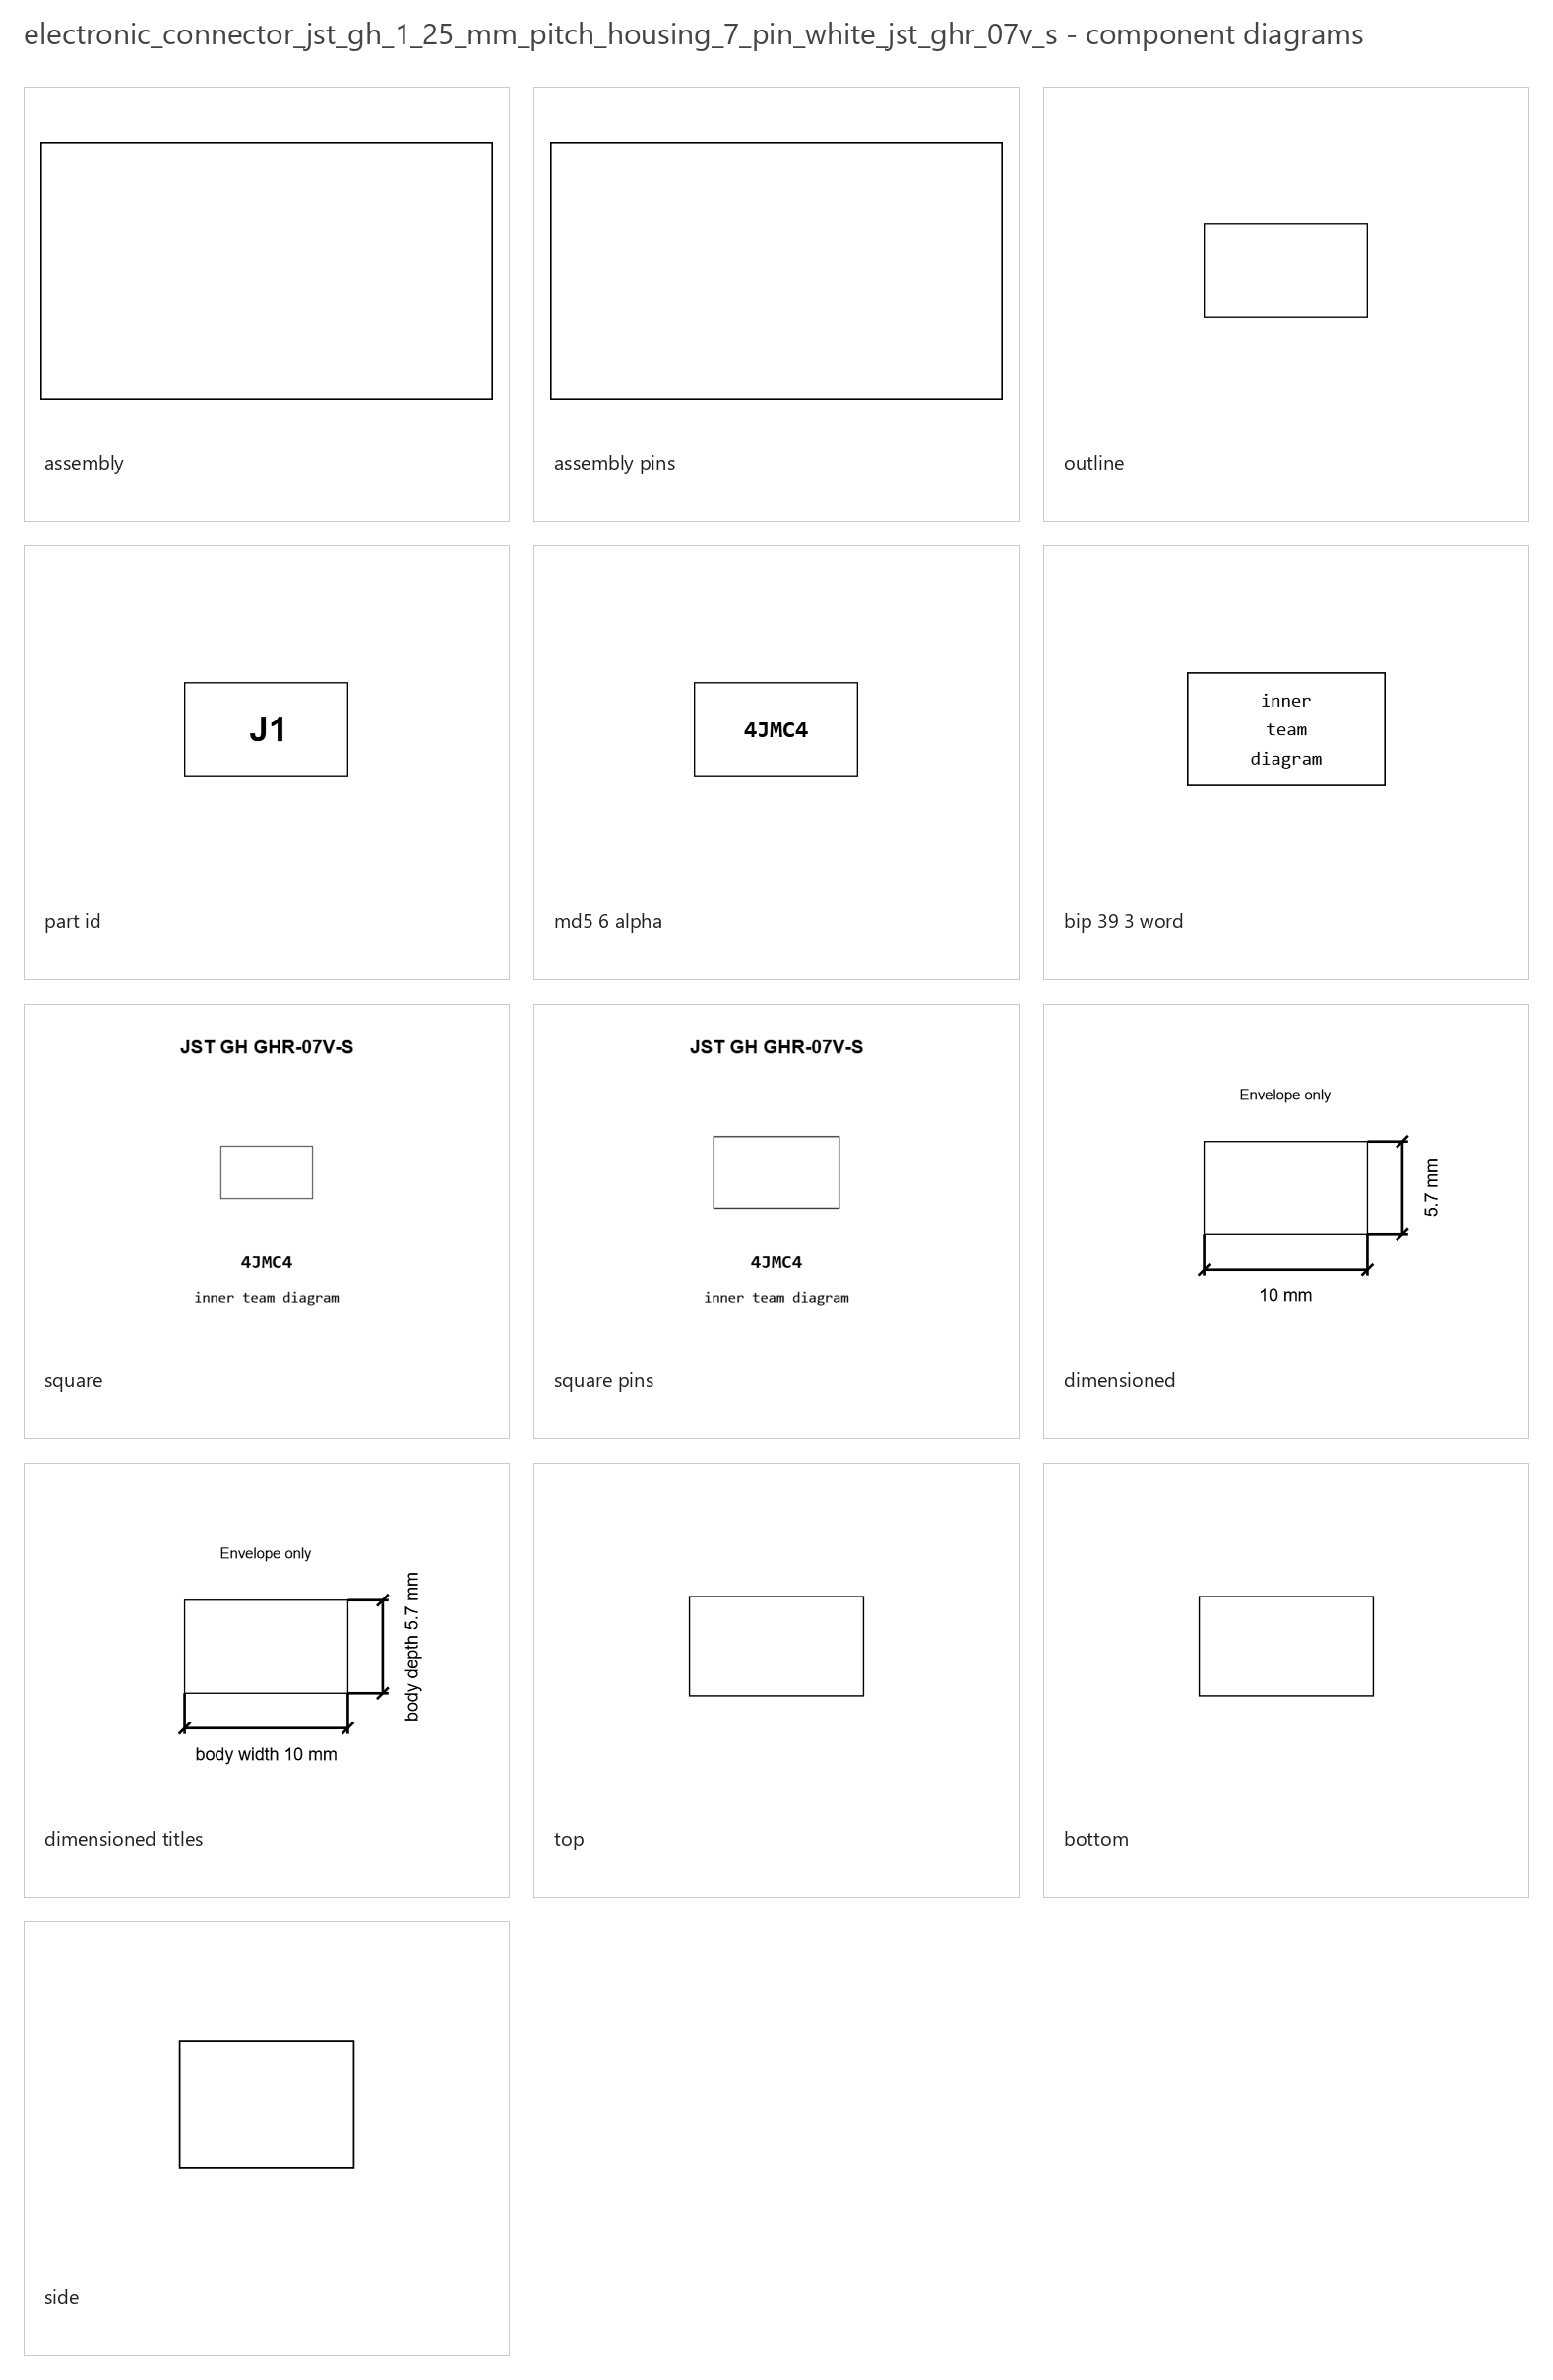 electronic_connector_jst_gh_1_25_mm_pitch_housing_7_pin_white_jst_ghr_07v_s - component diagrams
assembly
assembly pins
outline
J1
part id
4JMC4
md5 6 alpha
inner
team
diagram
bip 39 3 word
JST GH GHR-07V-S
4JMC4
inner team diagram
square
JST GH GHR-07V-S
4JMC4
inner team diagram
square pins
Envelope only
5.7 mm
10 mm
dimensioned
Envelope only
body depth 5.7 mm
body width 10 mm
dimensioned titles
top
bottom
side